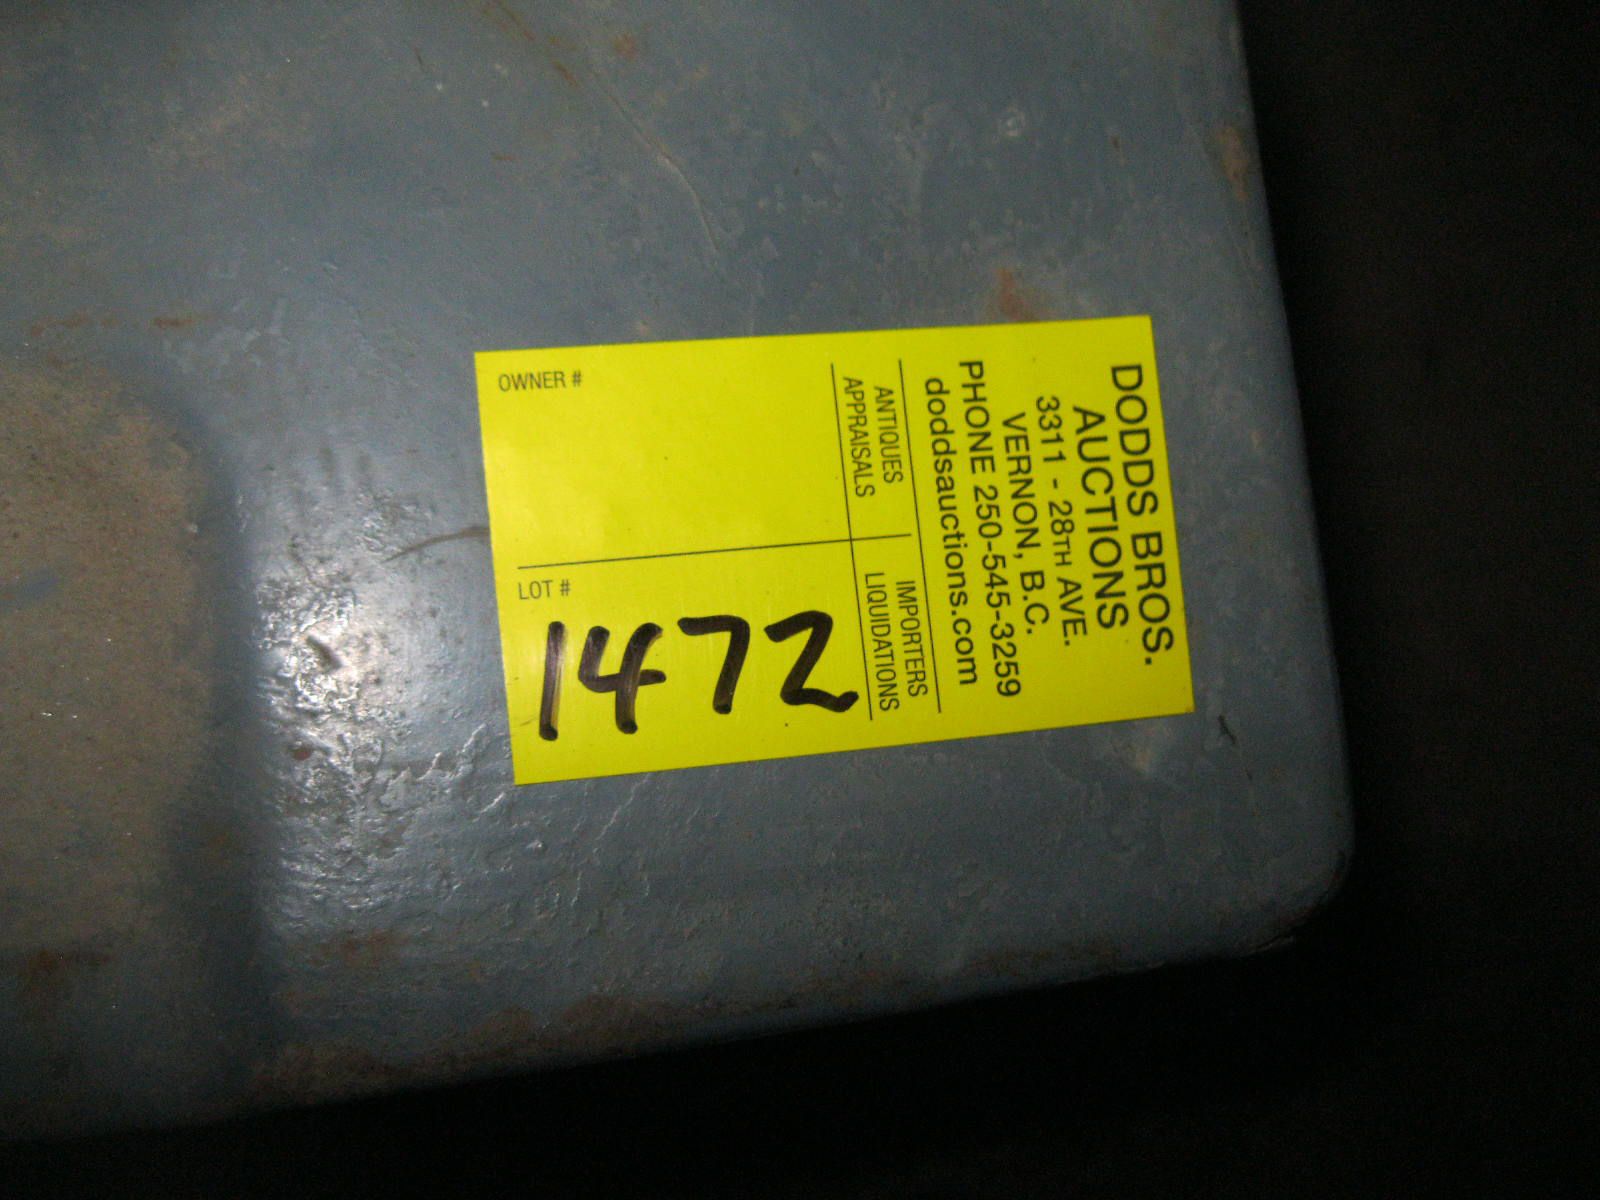 DODDS BROS.
AUCTIONS
3311 - 28TH AVE.
VERNON, B.C.
PHONE 250-545-3259
doddsauctions.com
ANTIQUES
APPRAISALS
IMPORTERS
LIQUIDATIONS
OWNER #
LOT #
1472